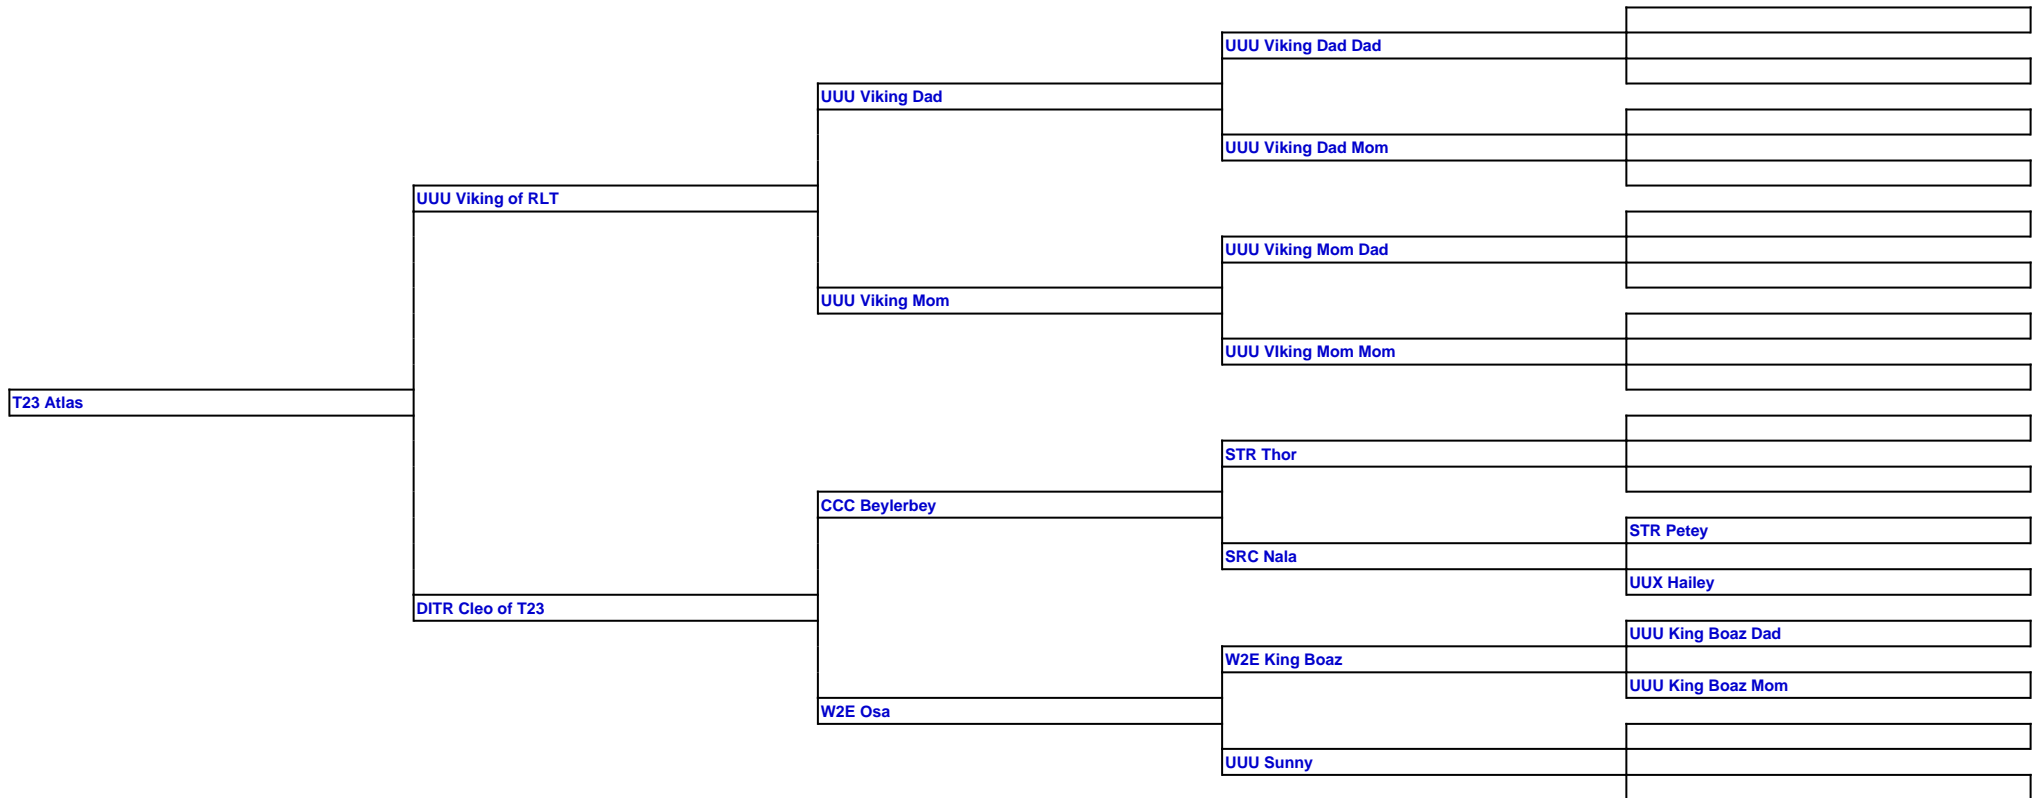 UUU Viking Dad Dad
UUU Viking Dad
UUU Viking Dad Mom
UUU Viking of RLT
UUU Viking Mom Dad
UUU Viking Mom
UUU VIking Mom Mom
T23 Atlas
STR Thor
CCC Beylerbey
STR Petey
SRC Nala
UUX Hailey
DITR Cleo of T23
UUU King Boaz Dad
W2E King Boaz
UUU King Boaz Mom
W2E Osa
UUU Sunny